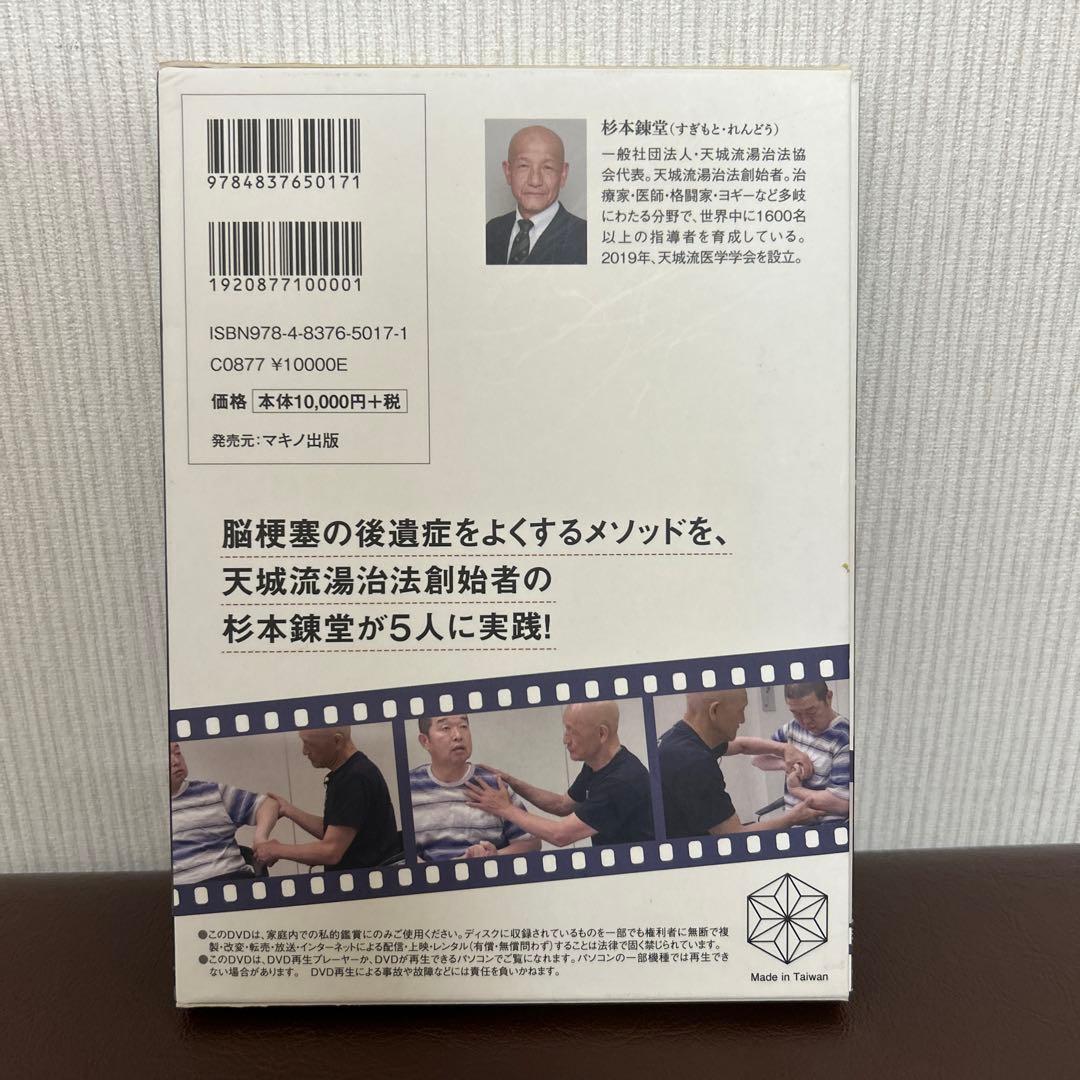 9784837650171
1920877100001
ISBN978-4-8376-5017-1
C0877 ¥10000E
価格 本体10,000円+税
発売元:マキノ出版
杉本錬堂(すぎもと・れんどう)
一般社団法人・天城流湯治法協
会代表。天城流湯治法創始者。治
療家・医師・格闘家・ヨギーなど多岐
にわたる分野で、世界中に1600名
以上の指導者を育成している。
2019年、天城流医学学会を設立。
脳梗塞の後遺症をよくするメソッドを、
天城流湯治法創始者の
杉本錬堂が5人に実践!
●このDVDは、家庭内での私的鑑賞にのみご使用ください。ディスクに収録されているものを一部でも権利者に無断で複
製・改変・転売・放送・インターネットによる配信・上映・レンタル(有償・無償問わず)することは法律で固く禁じられています。
●このDVDは、DVD再生プレーヤーか、DVDが再生できるパソコンでご覧になれます。パソコンの一部機種では再生でき
ない場合があります。 DVD再生による事故や故障などには責任を負いかねます。
Made in Taiwan